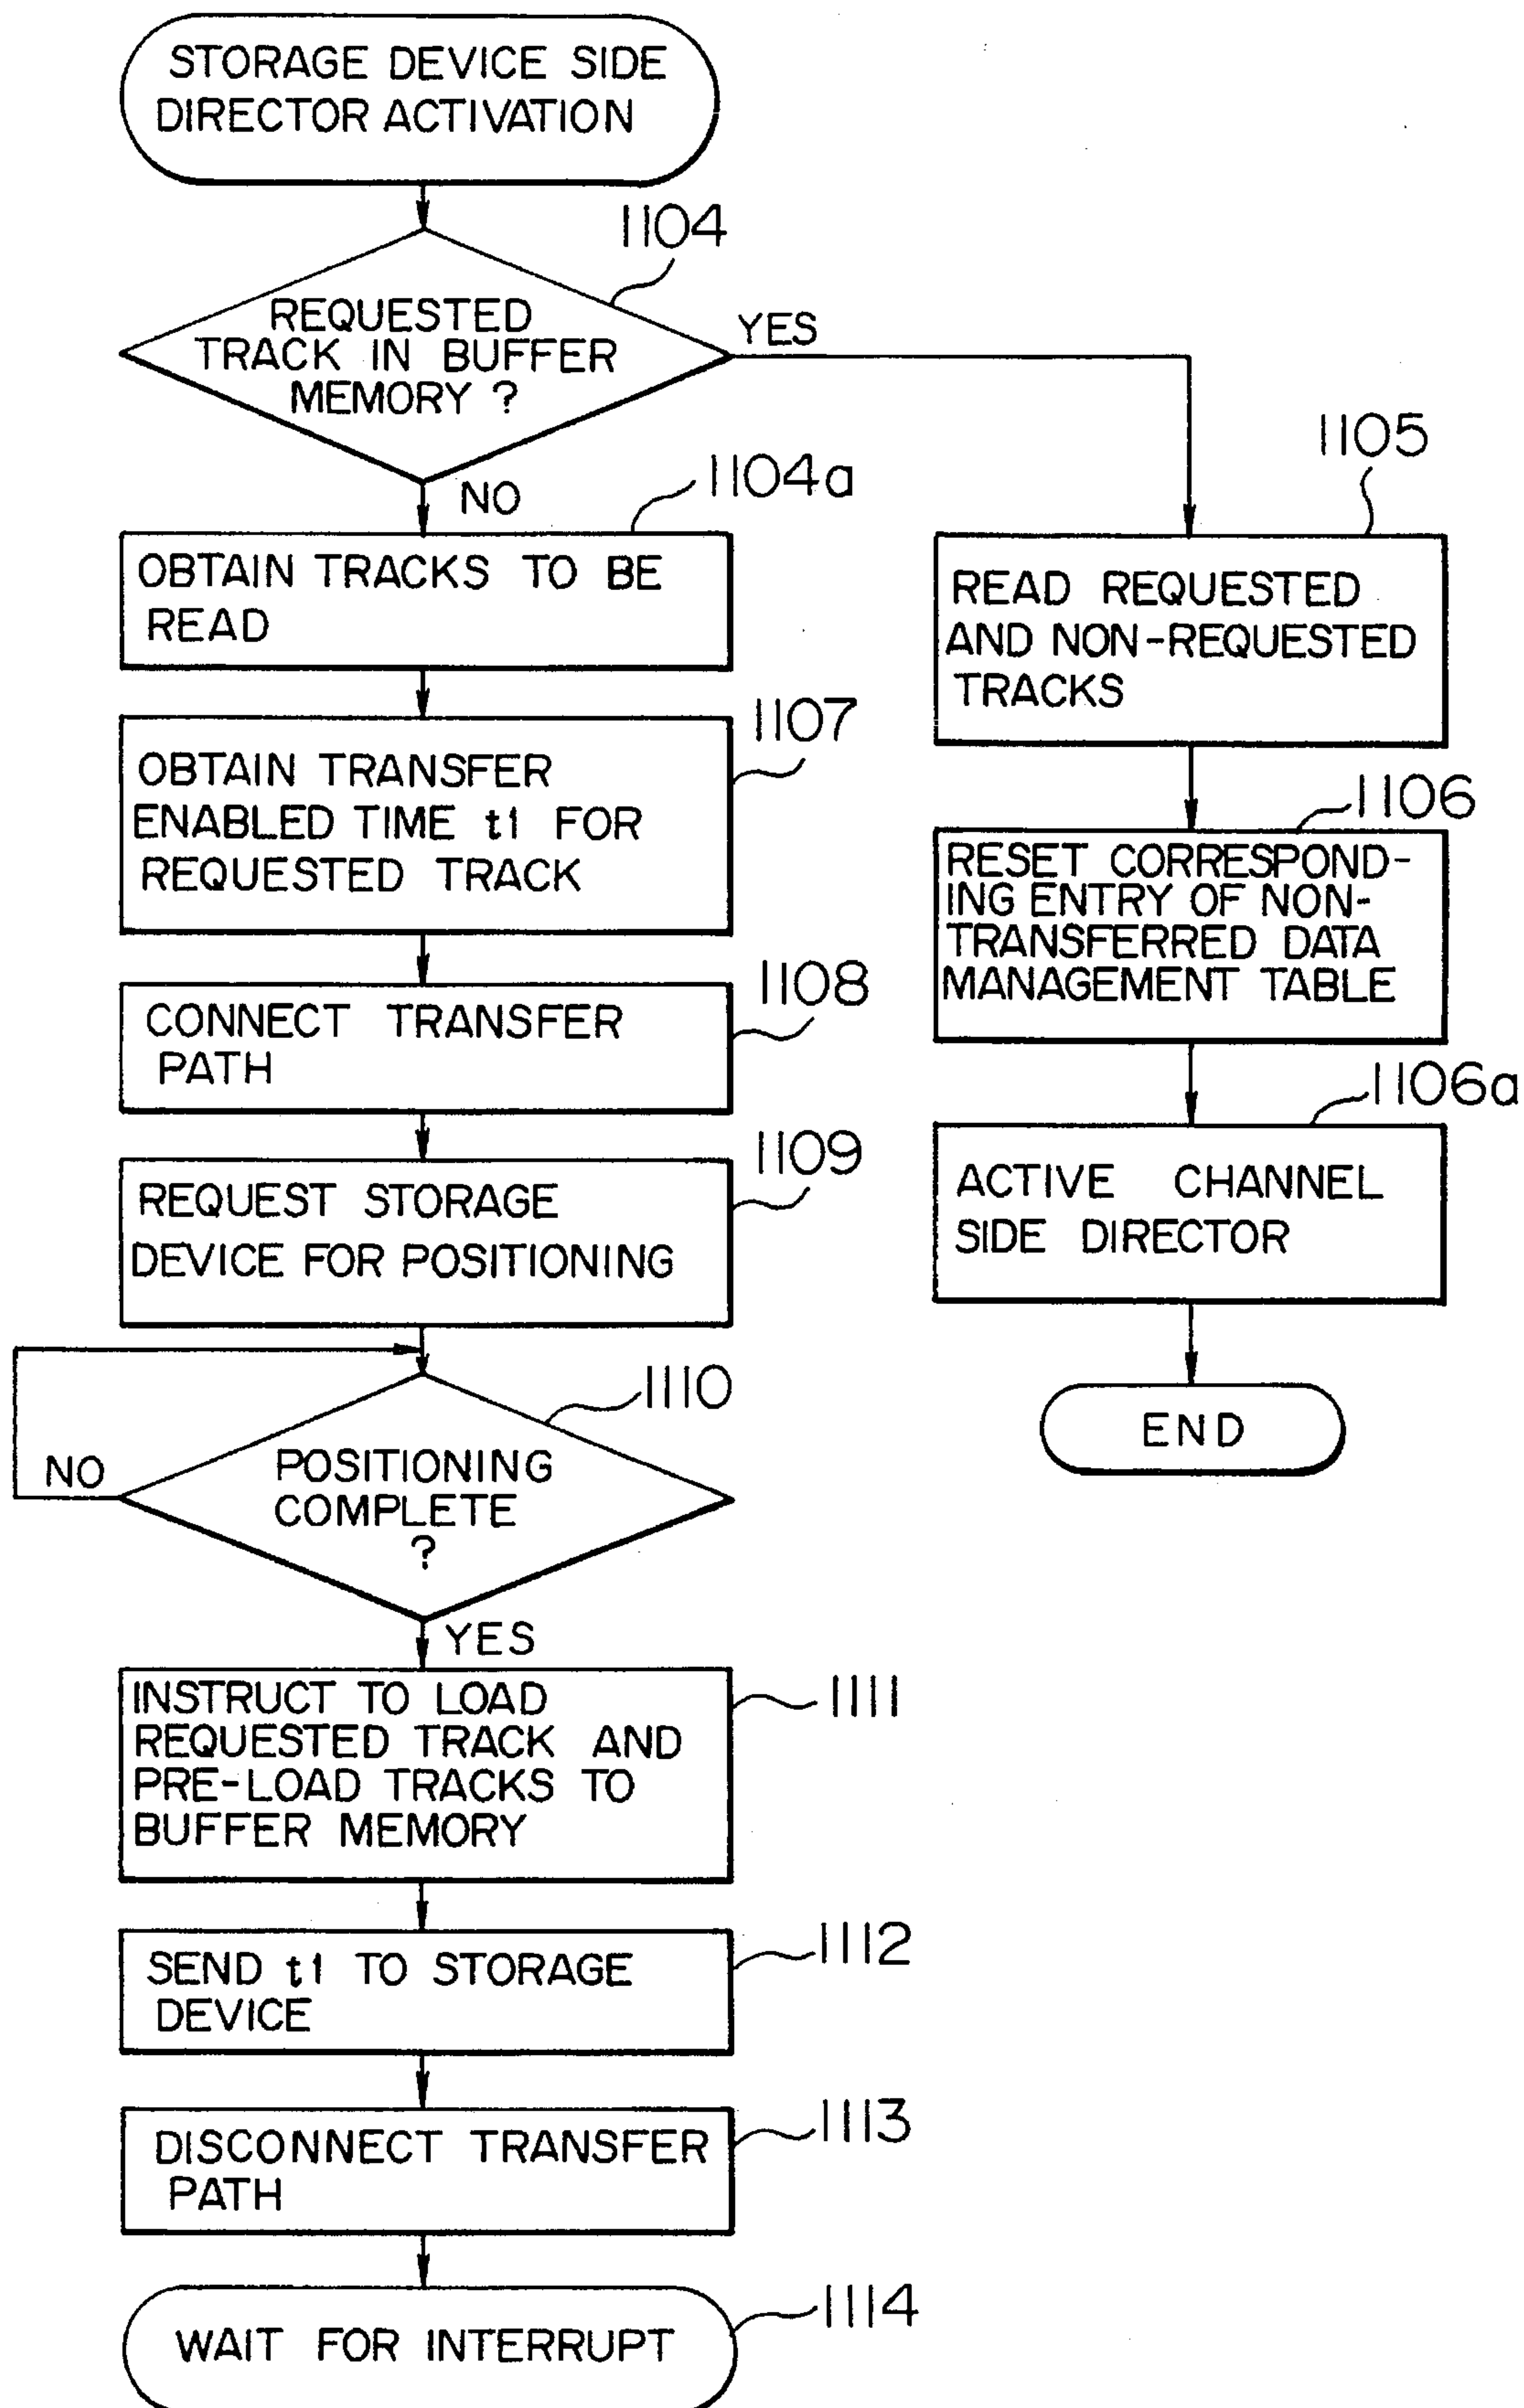 STORAGE DEVICE SIDE
DIRECTOR ACTIVATION
1104
REQUESTED
TRACK IN BUFFER
MEMORY ?
YES
NO
1104a
OBTAIN TRACKS TO BE
READ
1107
OBTAIN TRANSFER
ENABLED TIME t1 FOR
REQUESTED TRACK
1108
CONNECT TRANSFER
PATH
1109
REQUEST STORAGE
DEVICE FOR POSITIONING
1110
POSITIONING
COMPLETE
?
NO
YES
1111
INSTRUCT TO LOAD
REQUESTED TRACK AND
PRE-LOAD TRACKS TO
BUFFER MEMORY
1112
SEND t1 TO STORAGE
DEVICE
1113
DISCONNECT TRANSFER
PATH
1114
WAIT FOR INTERRUPT
1105
READ REQUESTED
AND NON-REQUESTED
TRACKS
1106
RESET CORRESPOND-
ING ENTRY OF NON-
TRANSFERRED DATA
MANAGEMENT TABLE
1106a
ACTIVE CHANNEL
SIDE DIRECTOR
END